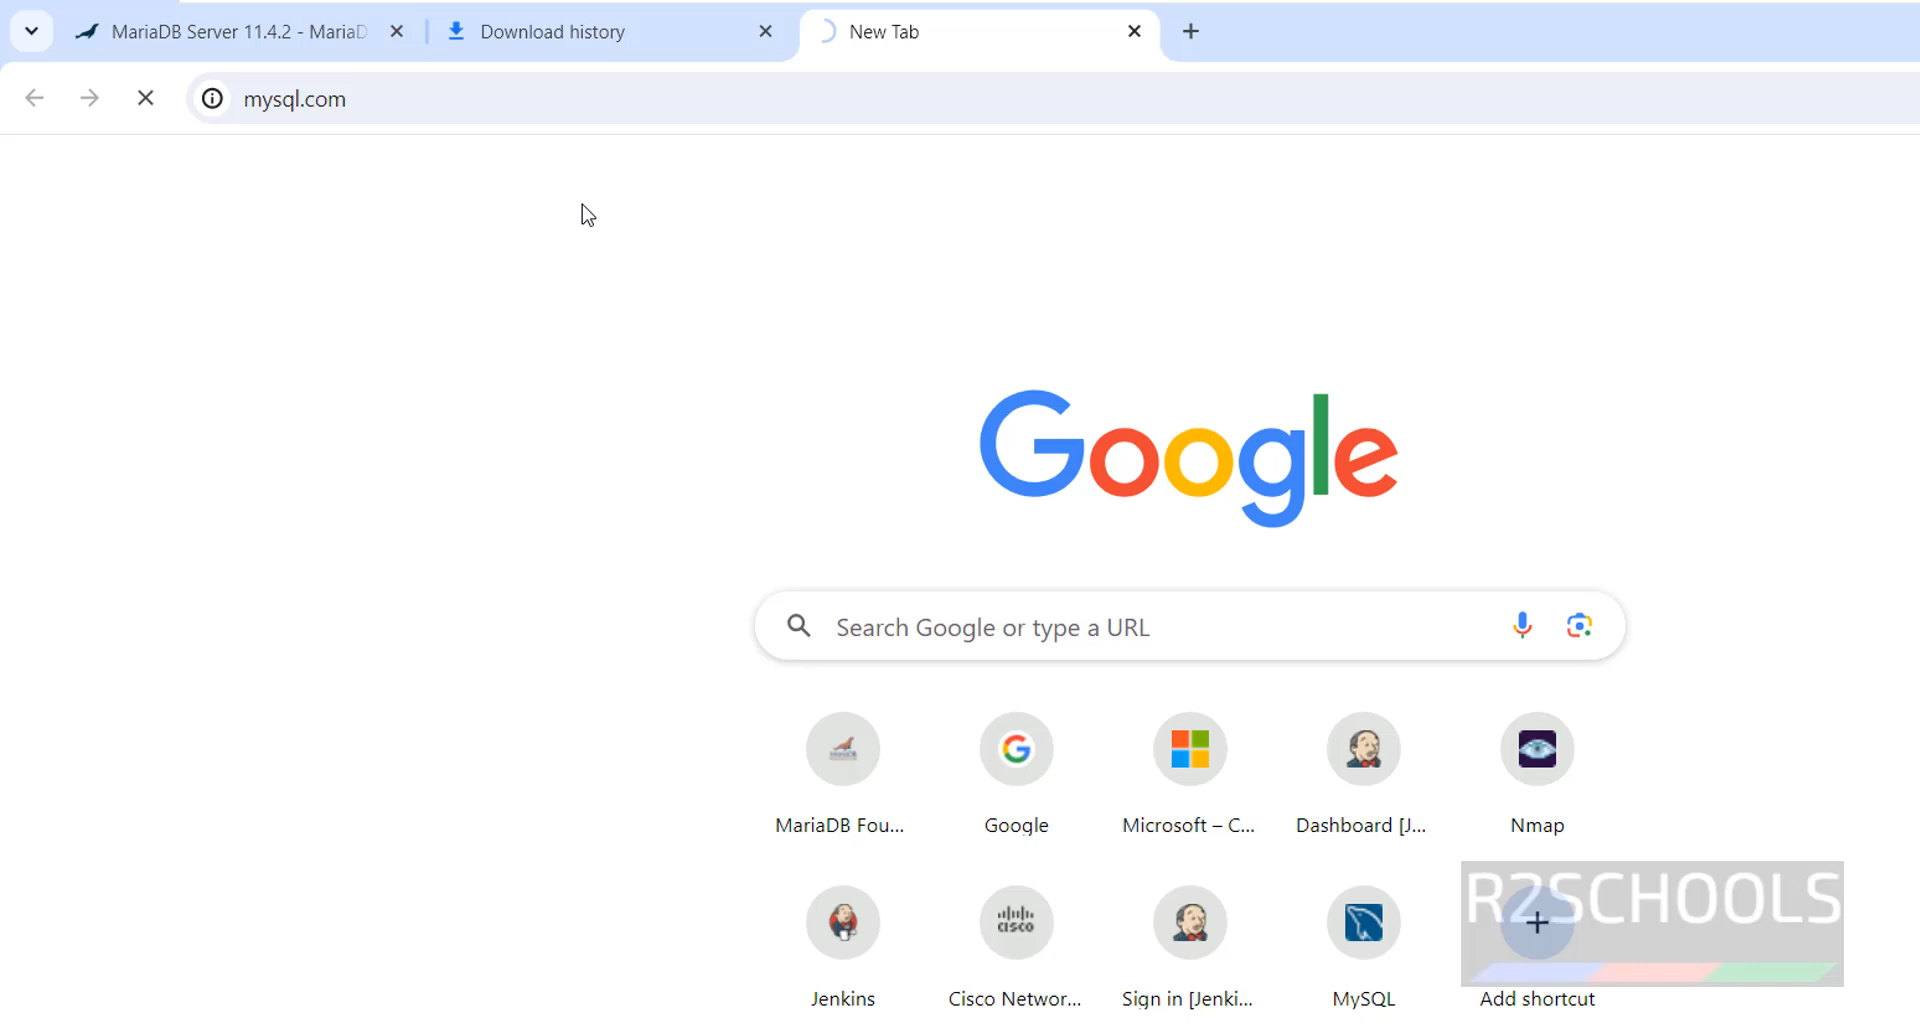 MariaDB Server 11.4.2 - MariaD
Download history
New Tab
mysql.com
Google
Search Google or type a URL
MariaDB Fou...
Google
Microsoft – C...
Dashboard [J...
Nmap
CISCO
R2SCHOOLS
Jenkins
Cisco Networ...
Sign in [Jenki...
MySQL
Add shortcut